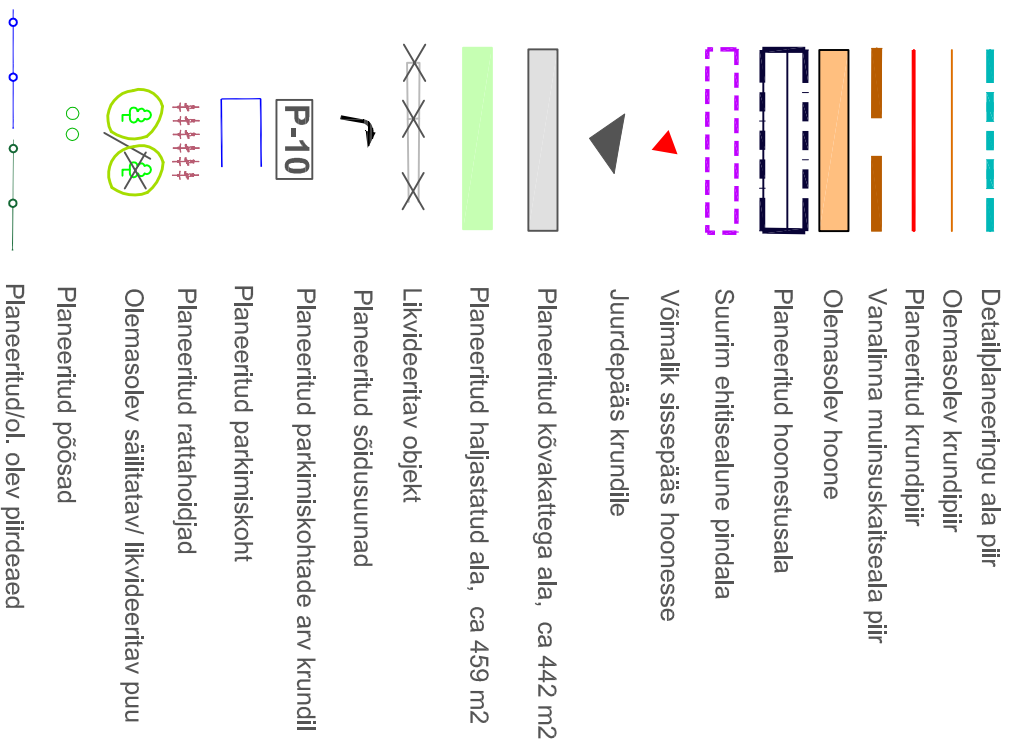 Detailplaneeringu ala piir
Olemasolev krundipiir
Planeeritud krundipiir
Vanalinna muinsuskaitseala piir
Olemasolev hoone
Planeeritud hoonestusala
Suurim ehitisealune pindala
Võimalik sissepääs hoonesse
Juurdepääs krundile
Planeeritud kõvakattega ala, ca 442 m2
Planeeritud haljastatud ala, ca 459 m2
Likvideeritav objekt
Planeeritud sõidusuunad
P-10
Planeeritud parkimiskohtade arv krundil
Planeeritud parkimiskoht
Planeeritud rattahoidjad
Olemasolev säilitatav/ likvideeritav puu
Planeeritud põõsad
Planeeritud/ol. olev piirdeaed